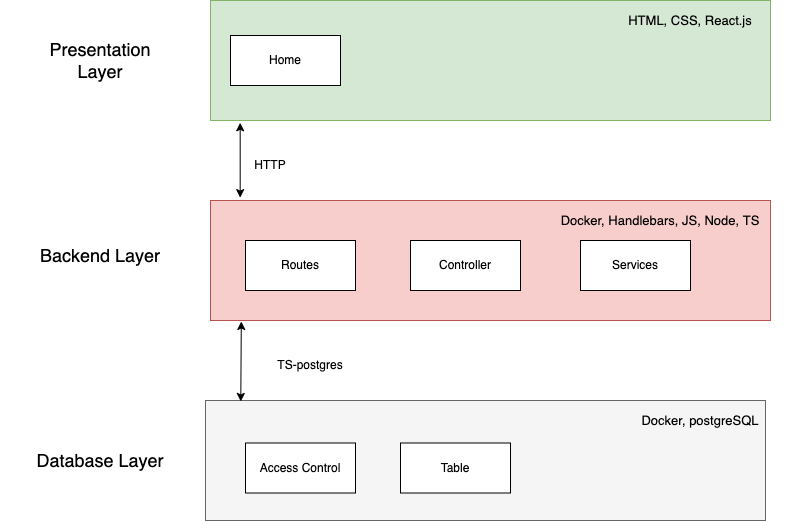 Presentation
Layer
HTML, CSS, React.js
Home
HTTP
Backend Layer
Docker, Handlebars, JS, Node, TS
Routes
Controller
Services
TS-postgres
Database Layer
Docker, postgreSQL
Access Control
Table